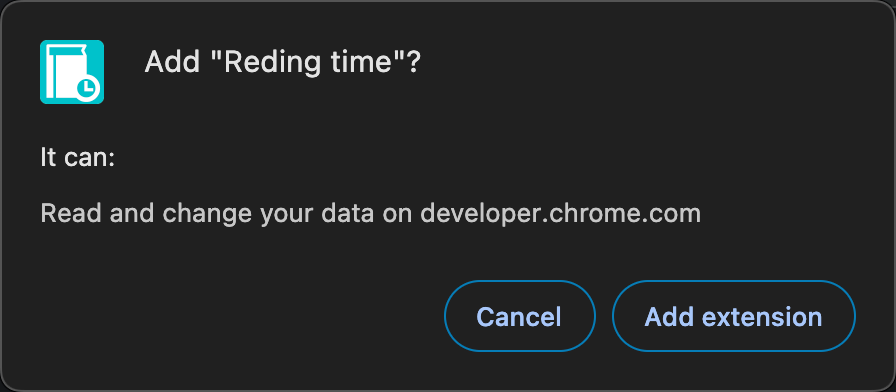 Add "Reding time"?
It can:
Read and change your data on developer.chrome.com
Cancel
Add extension